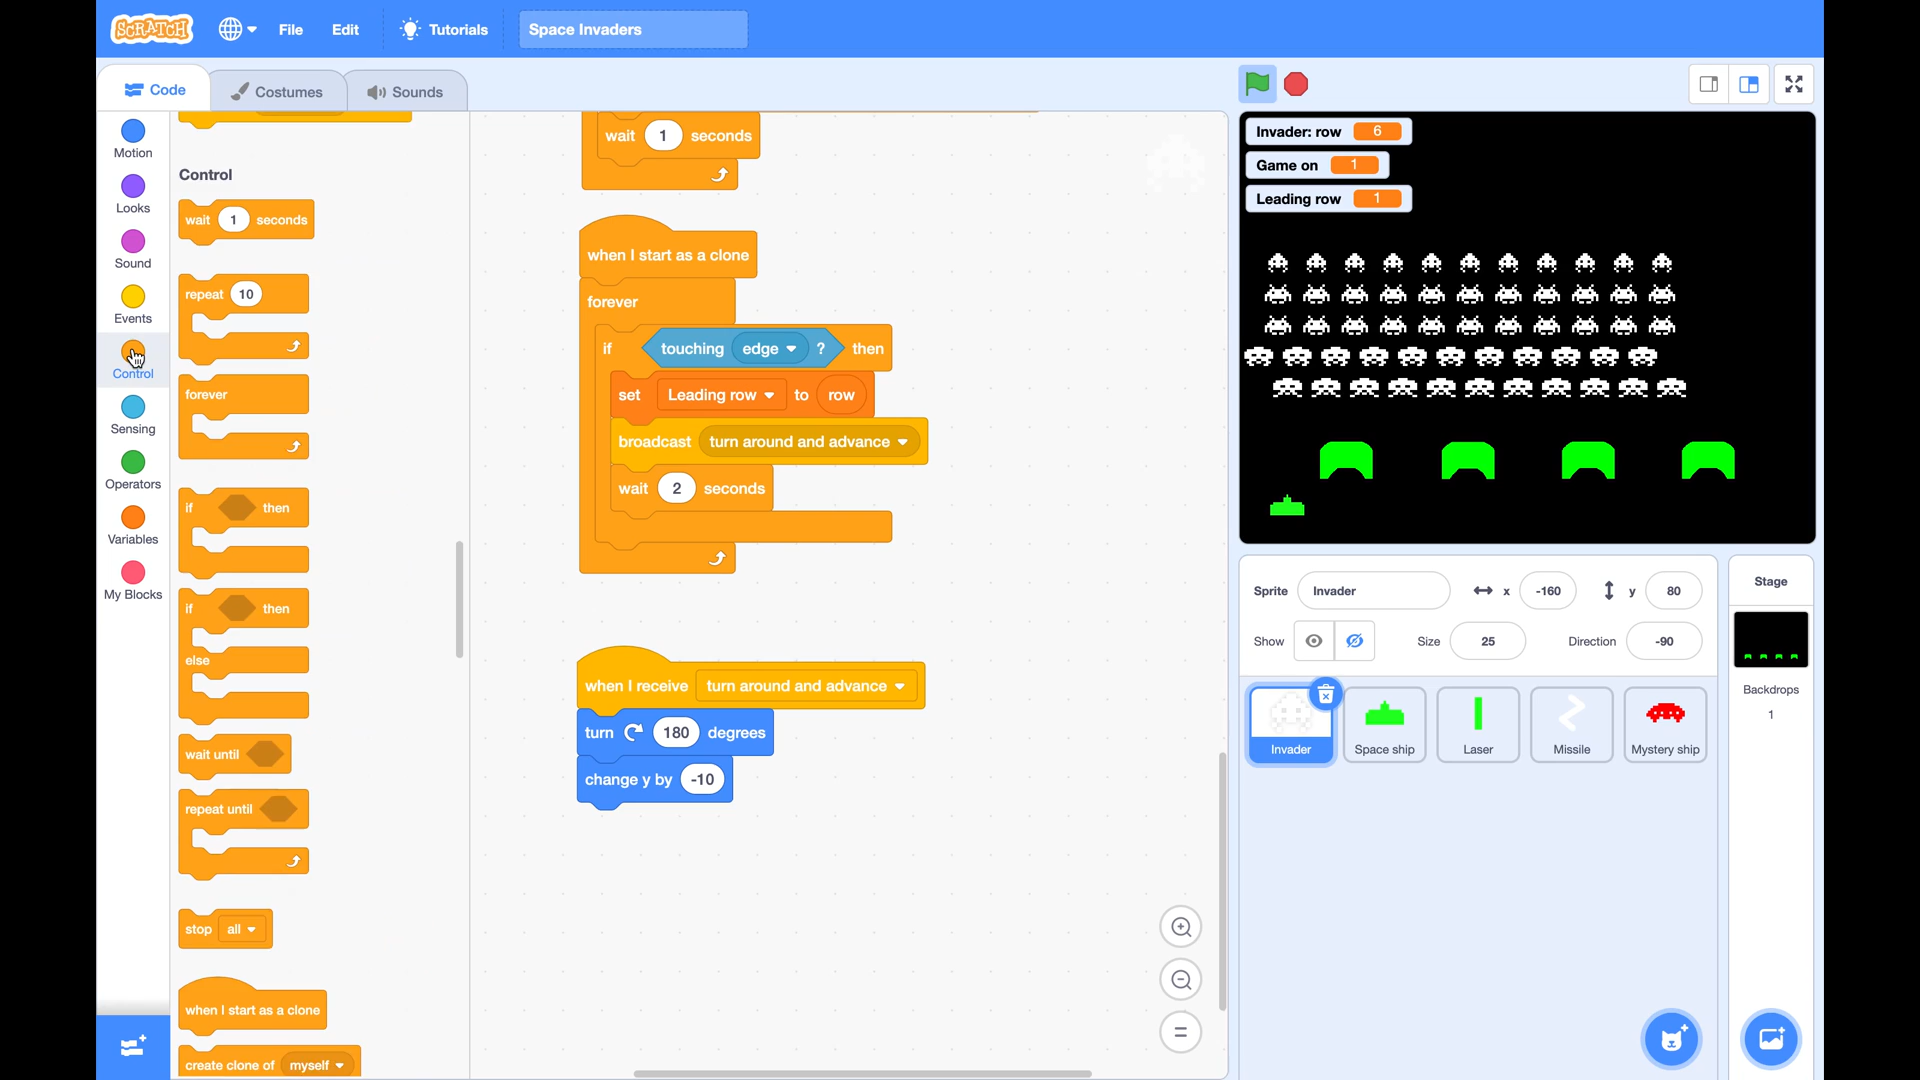 SCRATCH
File
Edit
Tutorials
Space Invaders
Code
Costumes
Sounds
Motion
Looks
Sound
Events
Control
Sensing
Operators
Variables
My Blocks
Control
wait 1 seconds
repeat 10
forever
if then
if then
else
wait until
repeat until
stop all
when I start as a clone
create clone of myself
wait 1 seconds
when I start as a clone
forever
if touching edge ? then
set Leading row to row
broadcast turn around and advance
wait 2 seconds
when I receive turn around and advance
turn 180 degrees
change y by -10
Invader: row 6
Game on 1
Leading row 1
Sprite Invader x -160 y 80
Show Size 25 Direction -90
Invader
Space ship
Laser
Missile
Mystery ship
Stage
Backdrops
1